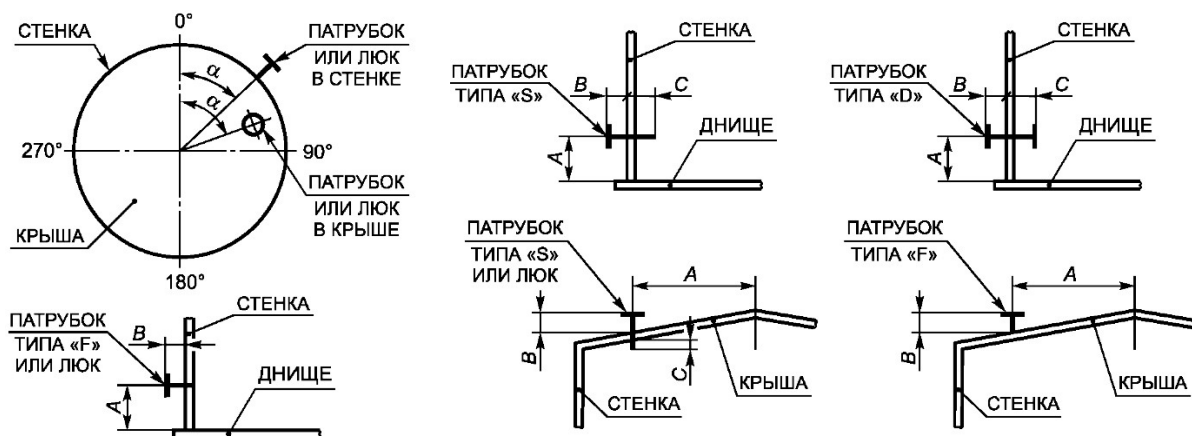 0°
СТЕНКА
ПАТРУБОК
ИЛИ ЛЮК
В СТЕНКЕ
α
α
270°
90°
ПАТРУБОК
ИЛИ ЛЮК
В КРЫШЕ
КРЫША
180°
СТЕНКА
ПАТРУБОК
ТИПА «S»
B
C
A
ДНИЩЕ
СТЕНКА
ПАТРУБОК
ТИПА «D»
B
C
A
ДНИЩЕ
СТЕНКА
ПАТРУБОК
ТИПА «F»
ИЛИ ЛЮК
B
A
ДНИЩЕ
ПАТРУБОК
ТИПА «S»
ИЛИ ЛЮК
A
B
C
КРЫША
СТЕНКА
ПАТРУБОК
ТИПА «F»
A
B
КРЫША
СТЕНКА